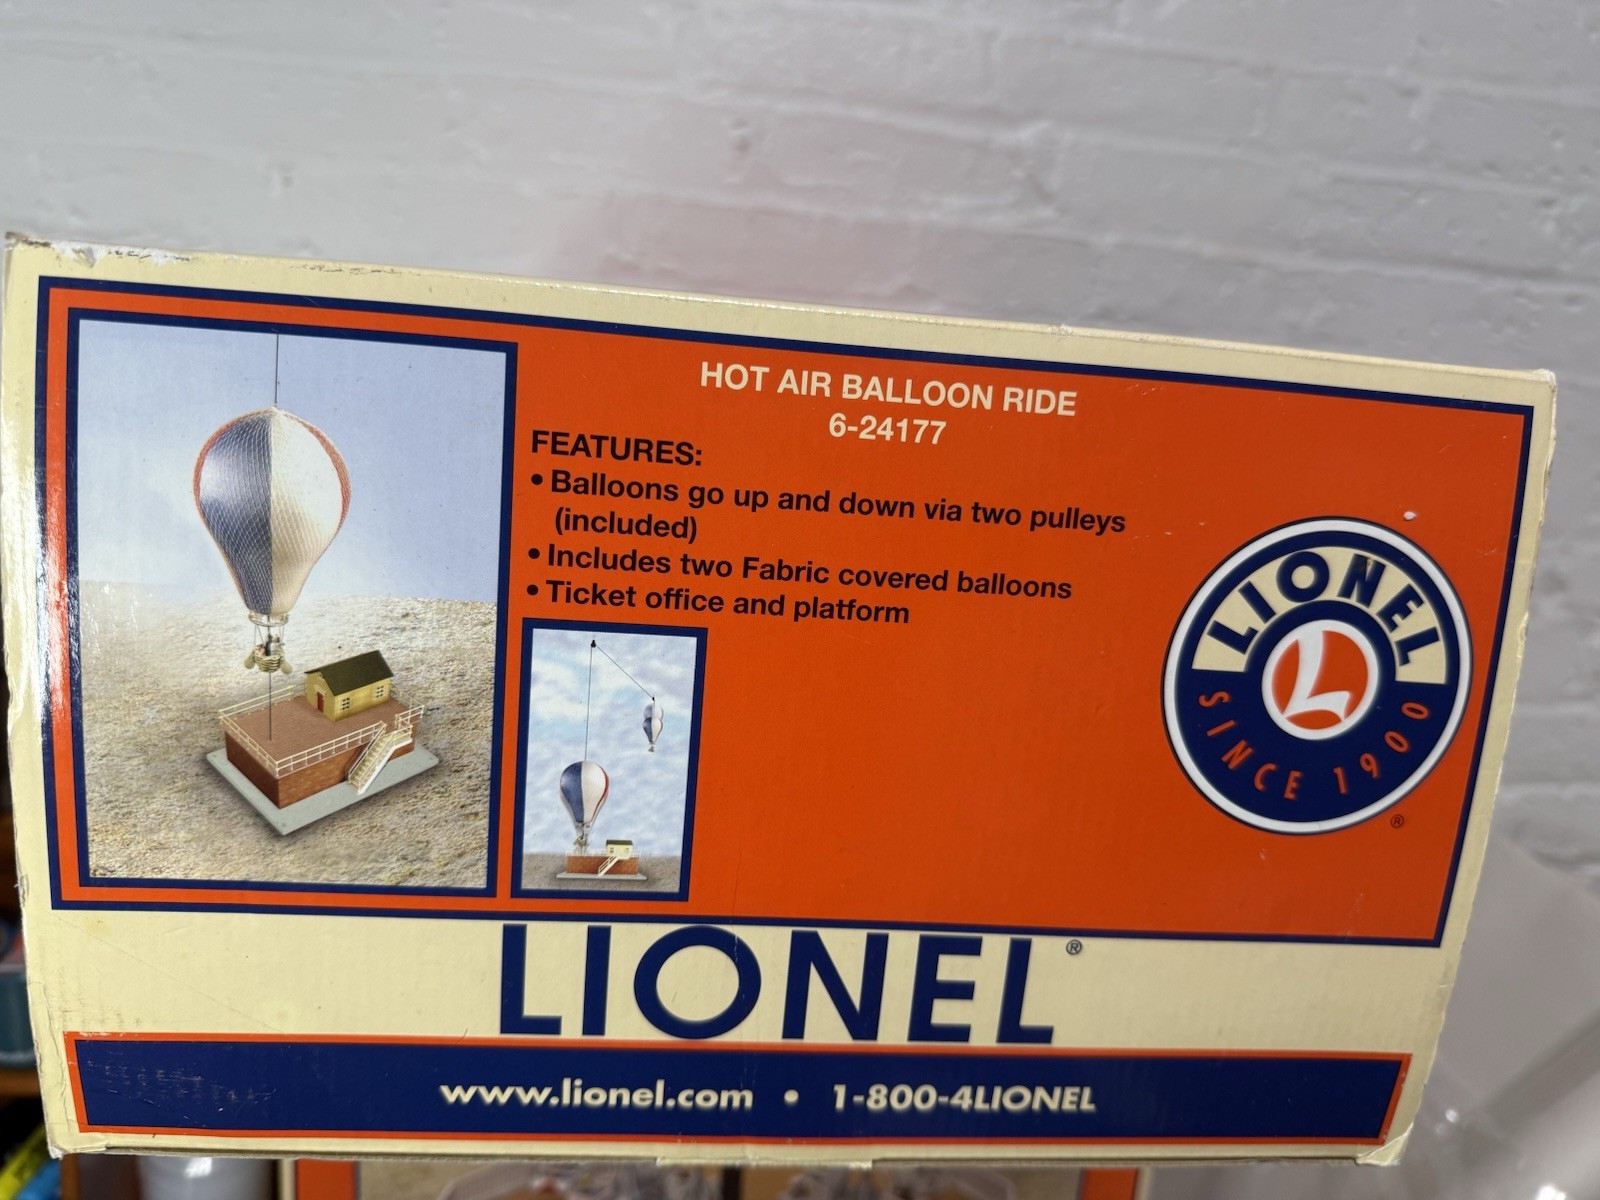 HOT AIR BALLOON RIDE
6-24177
FEATURES:
• Balloons go up and down via two pulleys
(included)
• Includes two Fabric covered balloons
• Ticket office and platform
LIONEL
SINCE 1900
L
®
LIONEL®
www.lionel.com • 1-800-4LIONEL